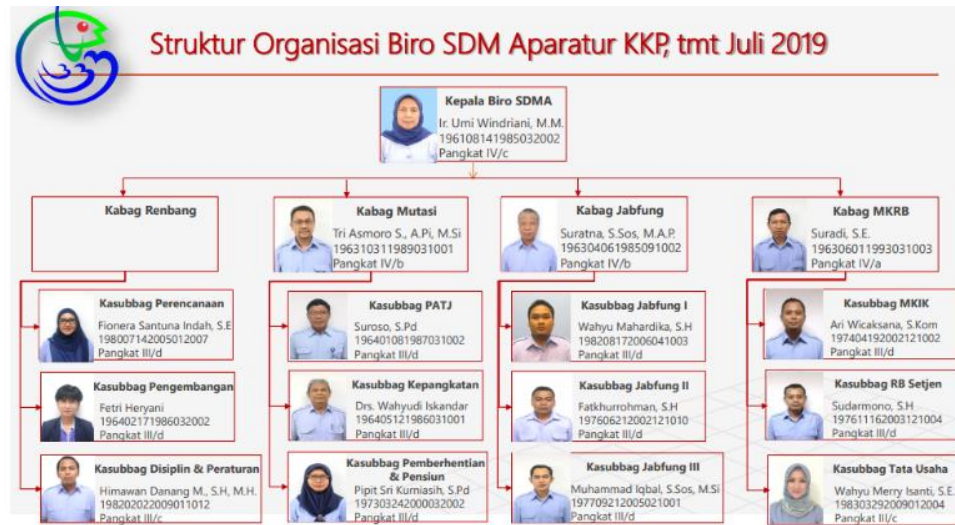 Struktur Organisasi Biro SDM Aparatur KKP, tmt Juli 2019
Kepala Biro SDMA
Ir. Umi Windriani, M.M.
196108141985032002
Pangkat IV/c
Kabag Renbang
Kabag Mutasi
Tri Asmoro S., A.Pi, M.Si
196310311989031001
Pangkat IV/b
Kabag Jabfung
Suratna, S.Sos, M.A.P.
196304061985091002
Pangkat IV/b
Kabag MKRB
Suradi, S.E.
196306011993031003
Pangkat IV/a
Kasubbag Perencanaan
Fionera Santuna Indah, S.E
198007142005012007
Pangkat III/d
Kasubbag PATJ
Suroso, S.Pd
196401081987031002
Pangkat III/d
Kasubbag Jabfung I
Wahyu Mahardika, S.H
198208172006041003
Pangkat III/d
Kasubbag MKIK
Ari Wicaksana, S.Kom
197404192002121002
Pangkat III/d
Kasubbag Pengembangan
Fetri Heryani
196402171986032002
Pangkat III/d
Kasubbag Kepangkatan
Drs. Wahyudi Iskandar
196405121986031001
Pangkat III/d
Kasubbag Jabfung II
Fatkhurrohman, S.H
197606212002121010
Pangkat III/d
Kasubbag RB Setjen
Sudarmono, S.H
197611162003121004
Pangkat III/d
Kasubbag Disiplin & Peraturan
Himawan Danang M., S.H, M.H.
198202022009011012
Pangkat III/c
Kasubbag Pemberhentian
& Pensiun
Pipit Sri Kurniasih, S.Pd
197303242000032002
Pangkat III/d
Kasubbag Jabfung III
Muhammad Iqbal, S.Sos, M.Si
197709212005021001
Pangkat III/d
Kasubbag Tata Usaha
Wahyu Merry Isanti, S.E.
198303292009012004
Pangkat III/c